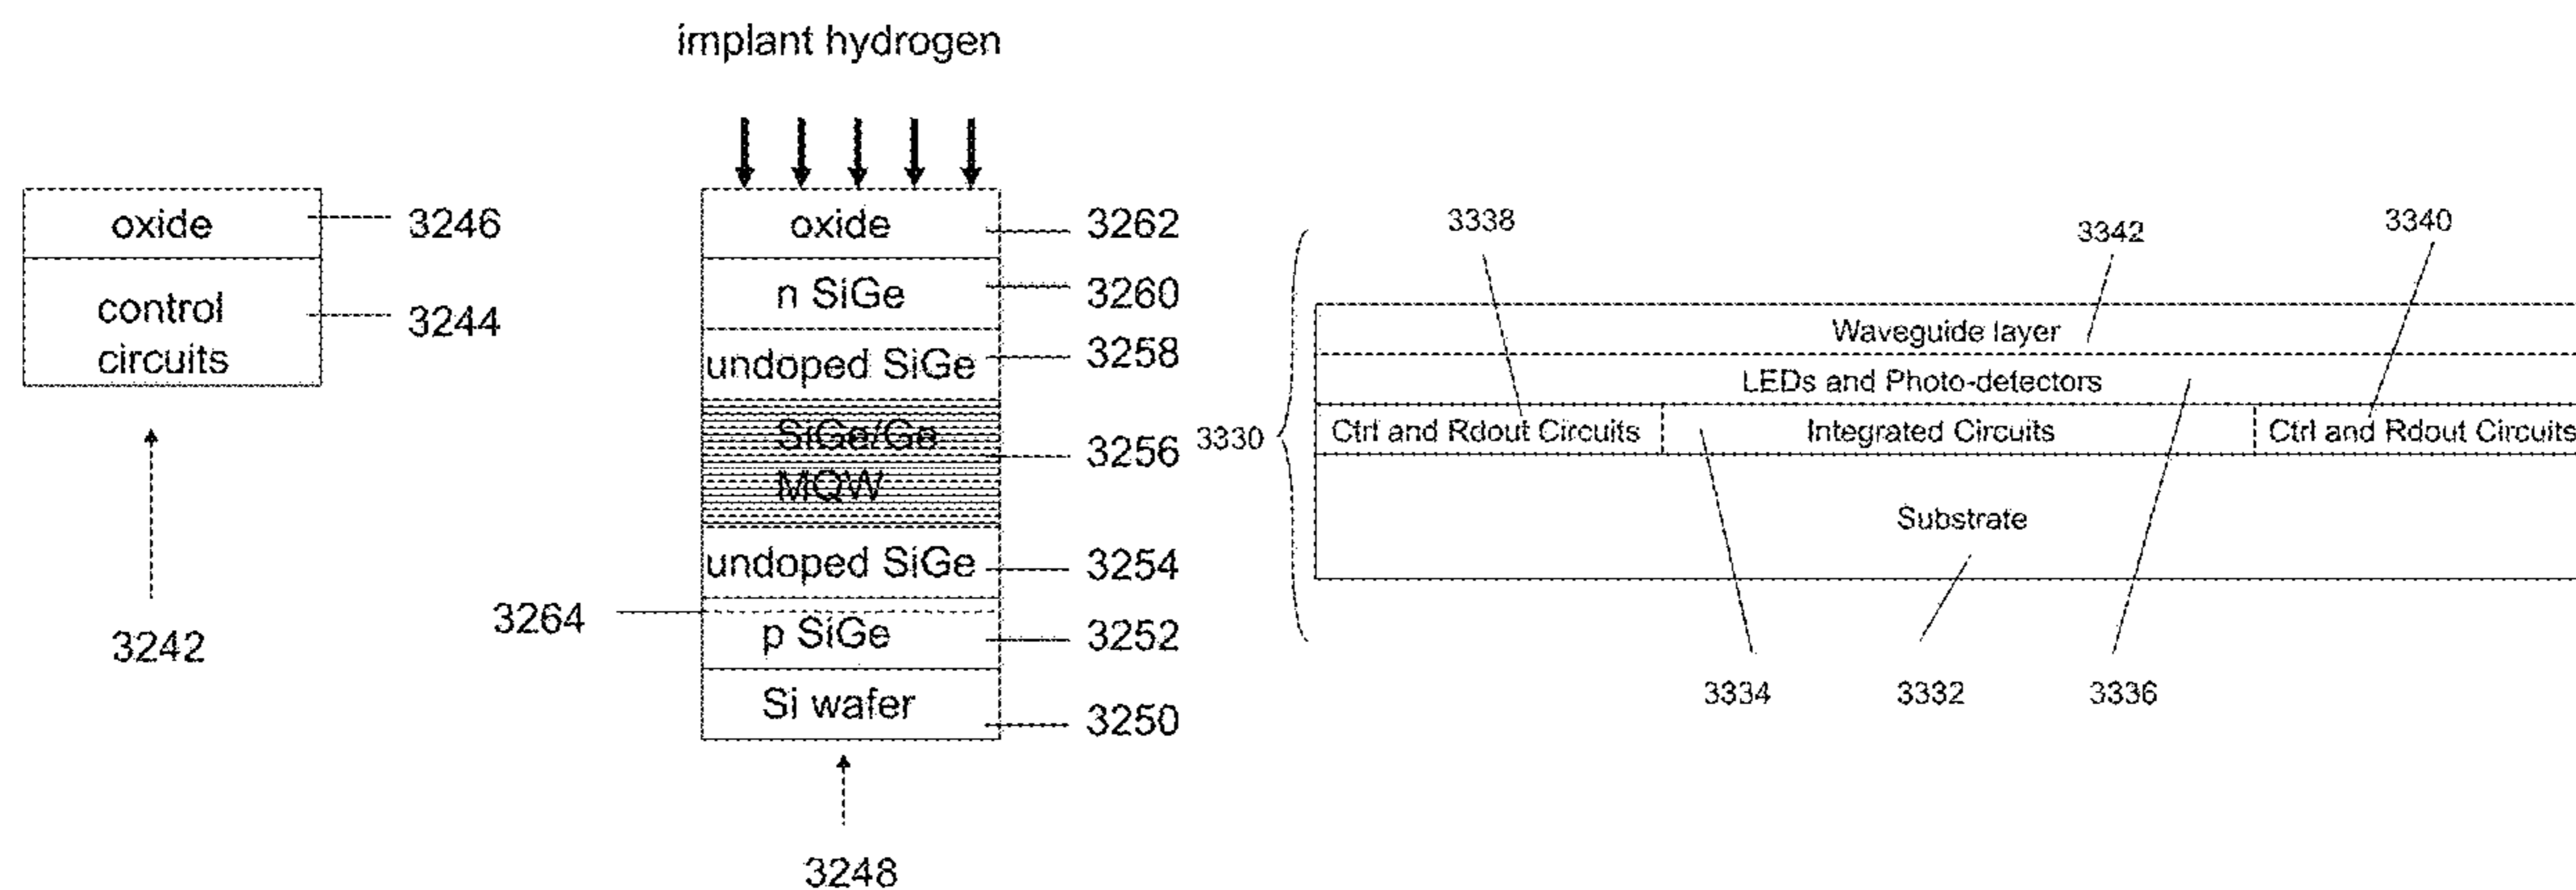 implant hydrogen
oxide
3246
control
circuits
3244
3242
oxide
3262
n SiGe
3260
undoped SiGe
3258
SiGe/Ge
MQW
3256
undoped SiGe
3254
3264
p SiGe
3252
Si wafer
3250
3248
3338
3342
3340
Waveguide layer
LEDs and Photo-detectors
3330
Ctrl and Rdout Circuits
Integrated Circuits
Ctrl and Rdout Circuits
Substrate
3334
3332
3336